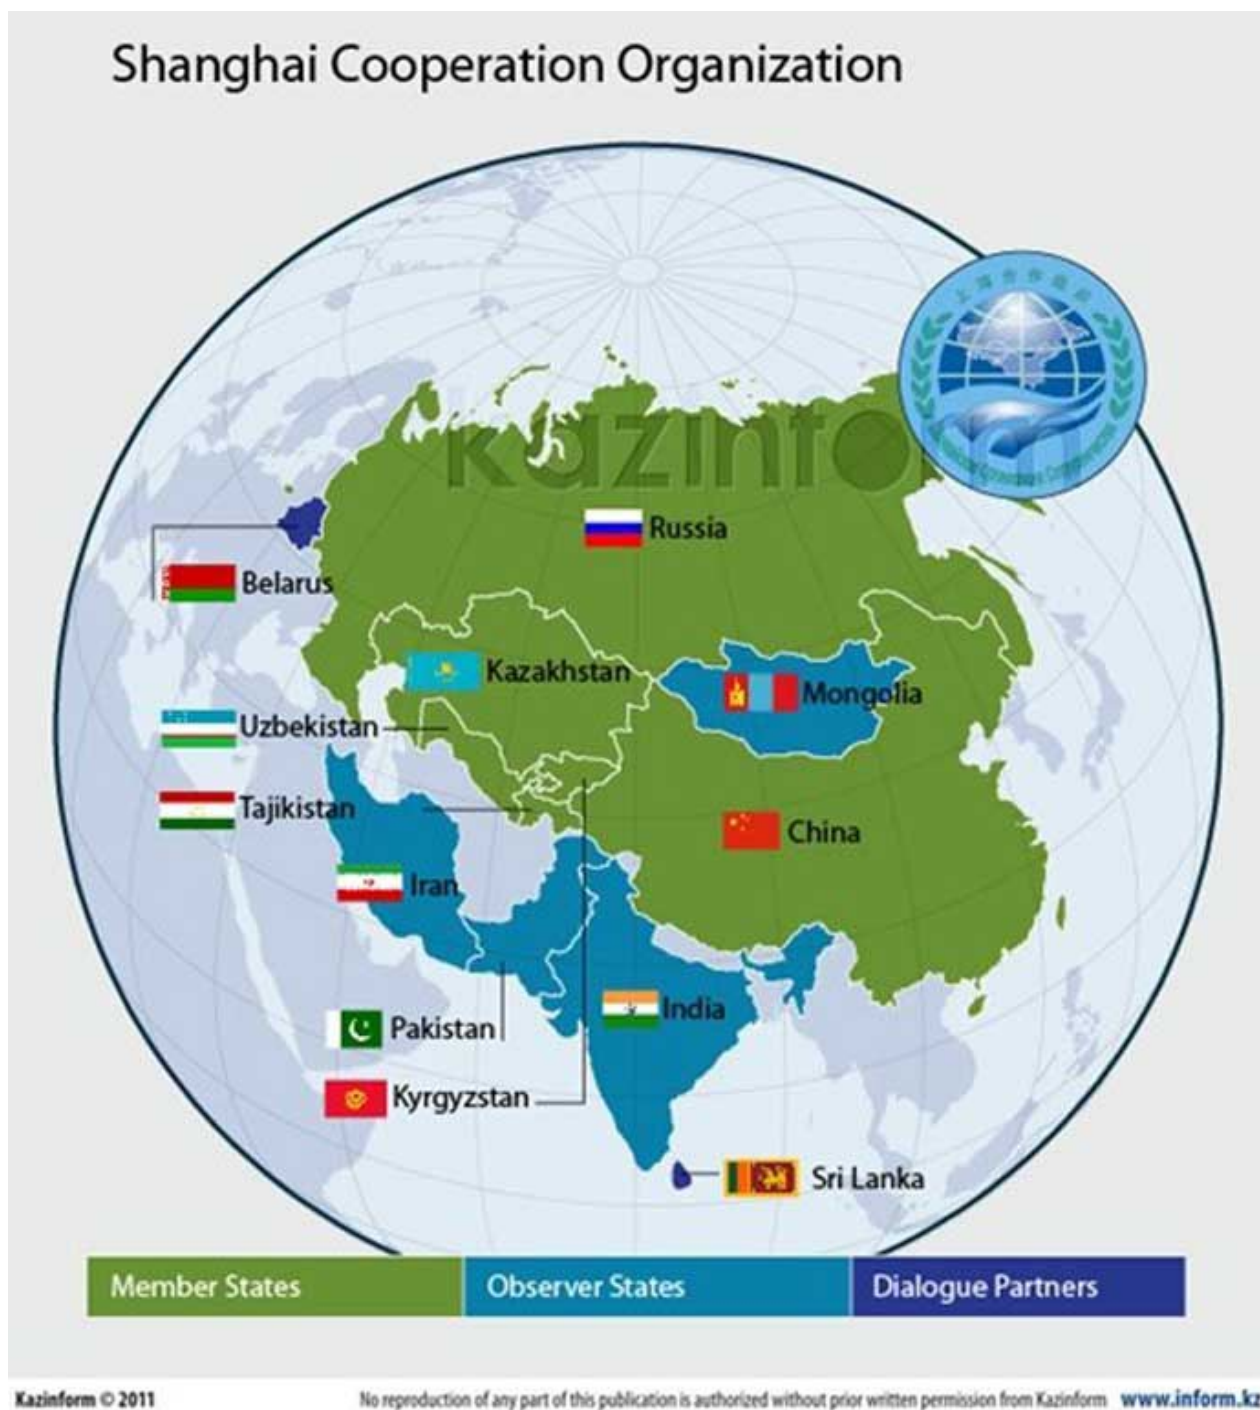 Shanghai Cooperation Organization
kazinform
Russia
Belarus
Kazakhstan
Mongolia
Uzbekistan
Tajikistan
China
Iran
India
Pakistan
Kyrgyzstan
Sri Lanka
Member States
Observer States
Dialogue Partners
Kazinform © 2011
No reproduction of any part of this publication is authorized without prior written permission from Kazinform
www.inform.kz